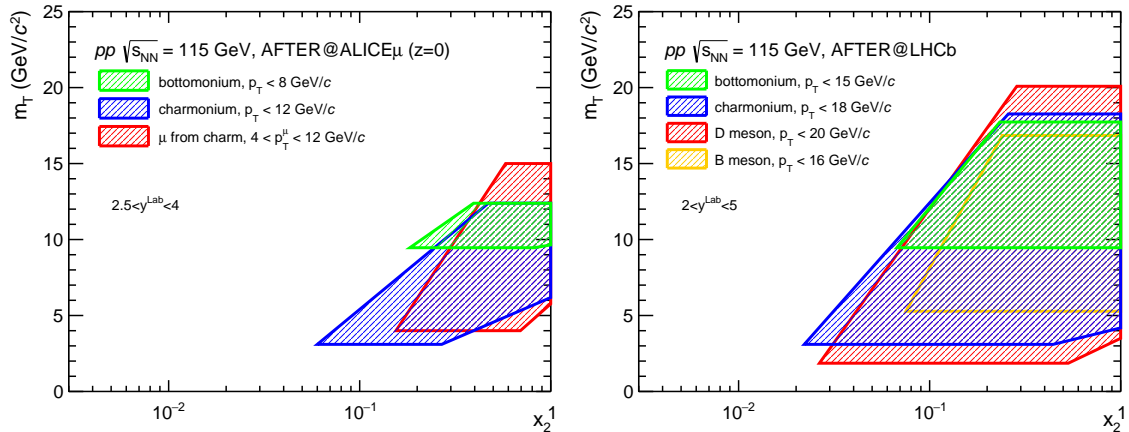 pp √s_NN = 115 GeV, AFTER@ALICEμ (z=0)
bottomonium, p_T < 8 GeV/c
charmonium, p_T < 12 GeV/c
μ from charm, 4 < p_T^μ < 12 GeV/c
2.5<y^Lab<4
m_T (GeV/c²)
25
20
15
10
5
0
10⁻²
10⁻¹
1
x₂
pp √s_NN = 115 GeV, AFTER@LHCb
bottomonium, p_T < 15 GeV/c
charmonium, p_T < 18 GeV/c
D meson, p_T < 20 GeV/c
B meson, p_T < 16 GeV/c
2<y^Lab<5
m_T (GeV/c²)
25
20
15
10
5
0
10⁻²
10⁻¹
1
x₂